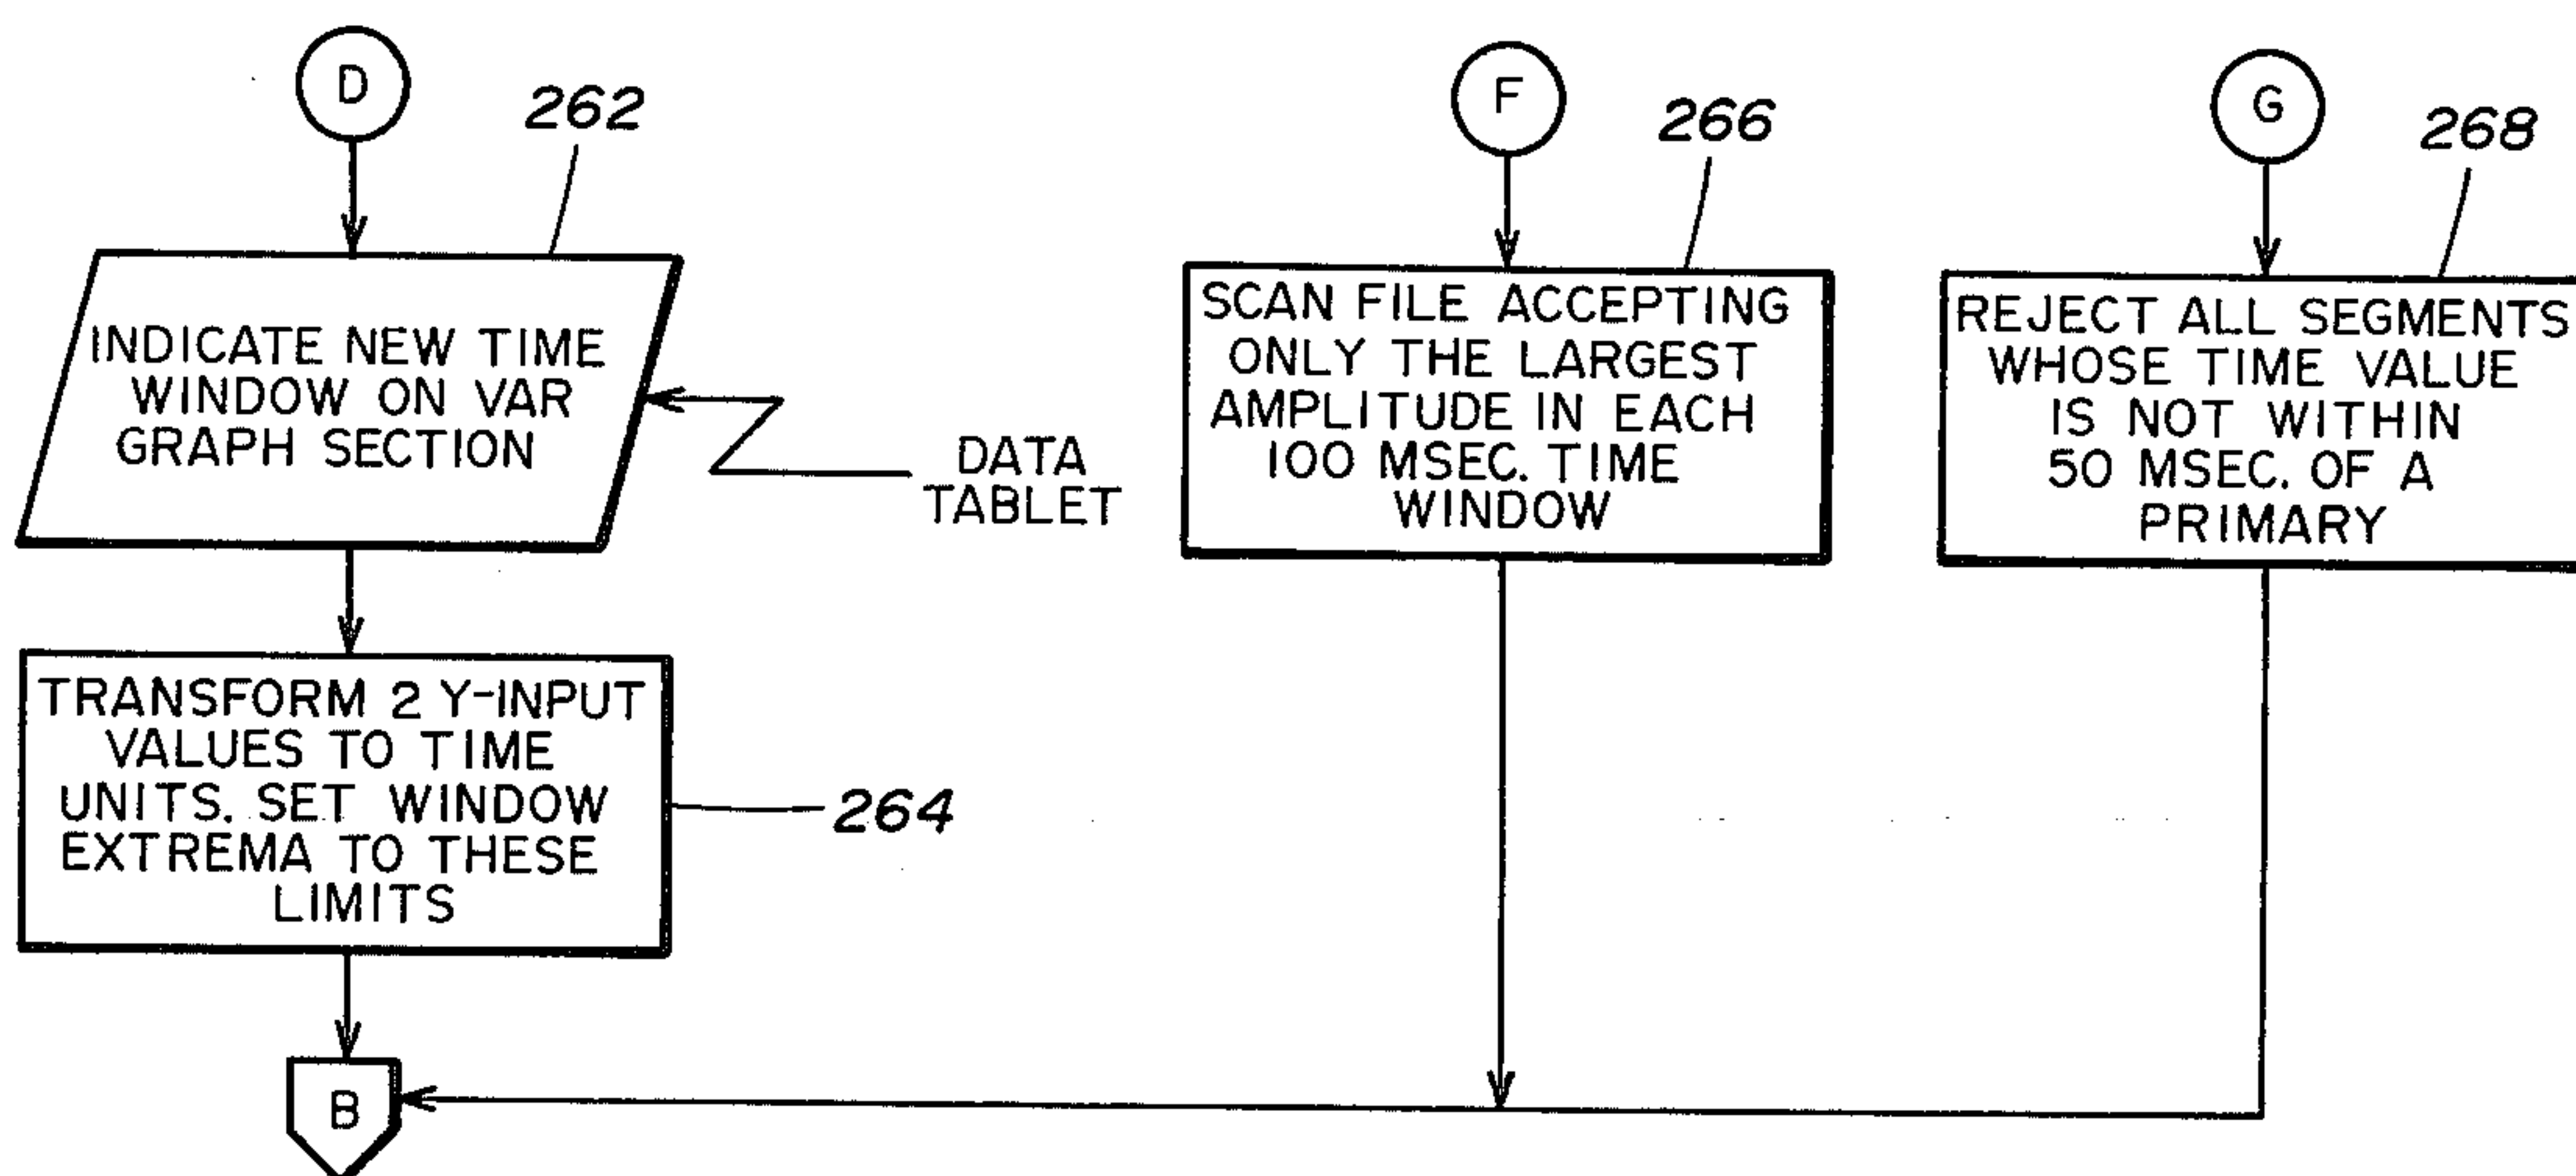 D
262
INDICATE NEW TIME
WINDOW ON VAR
GRAPH SECTION
DATA
TABLET
TRANSFORM 2 Y-INPUT
VALUES TO TIME
UNITS. SET WINDOW
EXTREMA TO THESE
LIMITS
264
B
F
266
SCAN FILE ACCEPTING
ONLY THE LARGEST
AMPLITUDE IN EACH
100 MSEC. TIME
WINDOW
G
268
REJECT ALL SEGMENTS
WHOSE TIME VALUE
IS NOT WITHIN
50 MSEC. OF A
PRIMARY